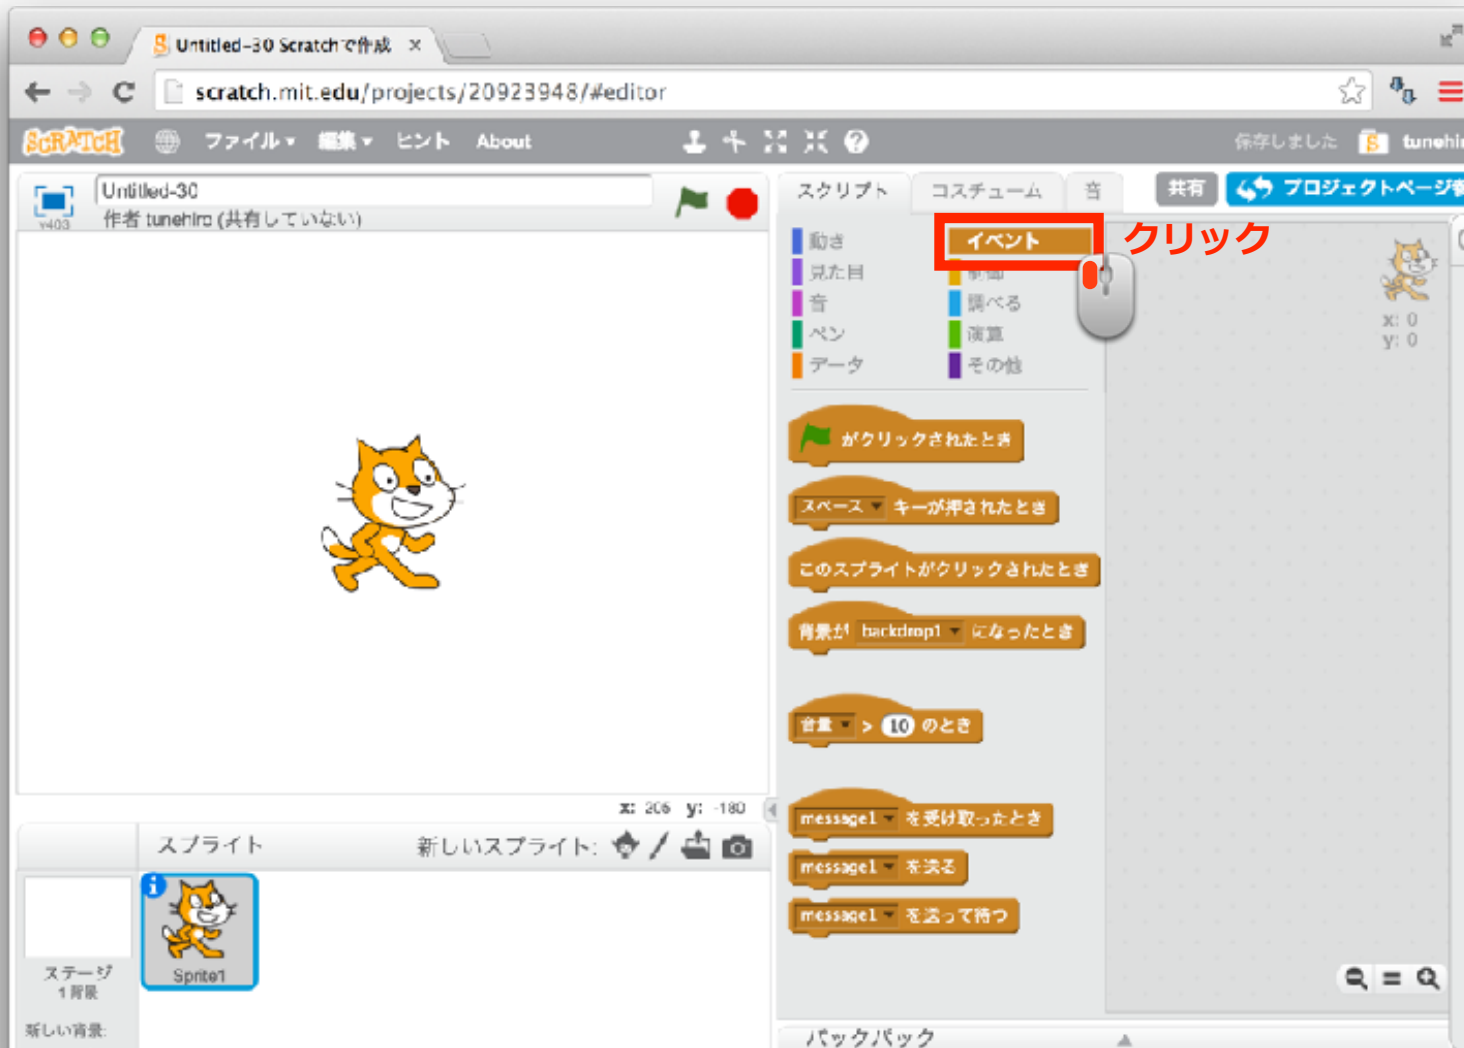 Untitled-30 Scratchで作成 ×
scratch.mit.edu/projects/20923948/#editor
SCRATCH ファイル 編集 ヒント About 保存しました tunehiro
v403
Untitled-30
作者 tunehiro (共有していない)
スクリプト コスチューム 音 共有 プロジェクトページ
動き イベント クリック
見た目 制御
音 調べる
ペン 演算
データ その他
x: 0
y: 0
がクリックされたとき
スペース キーが押されたとき
このスプライトがクリックされたとき
背景が backdrop1 になったとき
音量 > 10 のとき
message1 を受け取ったとき
message1 を送る
message1 を送って待つ
x: 206 y: -180
スプライト 新しいスプライト:
Sprite1
ステージ
1 背景
新しい背景:
バックパック